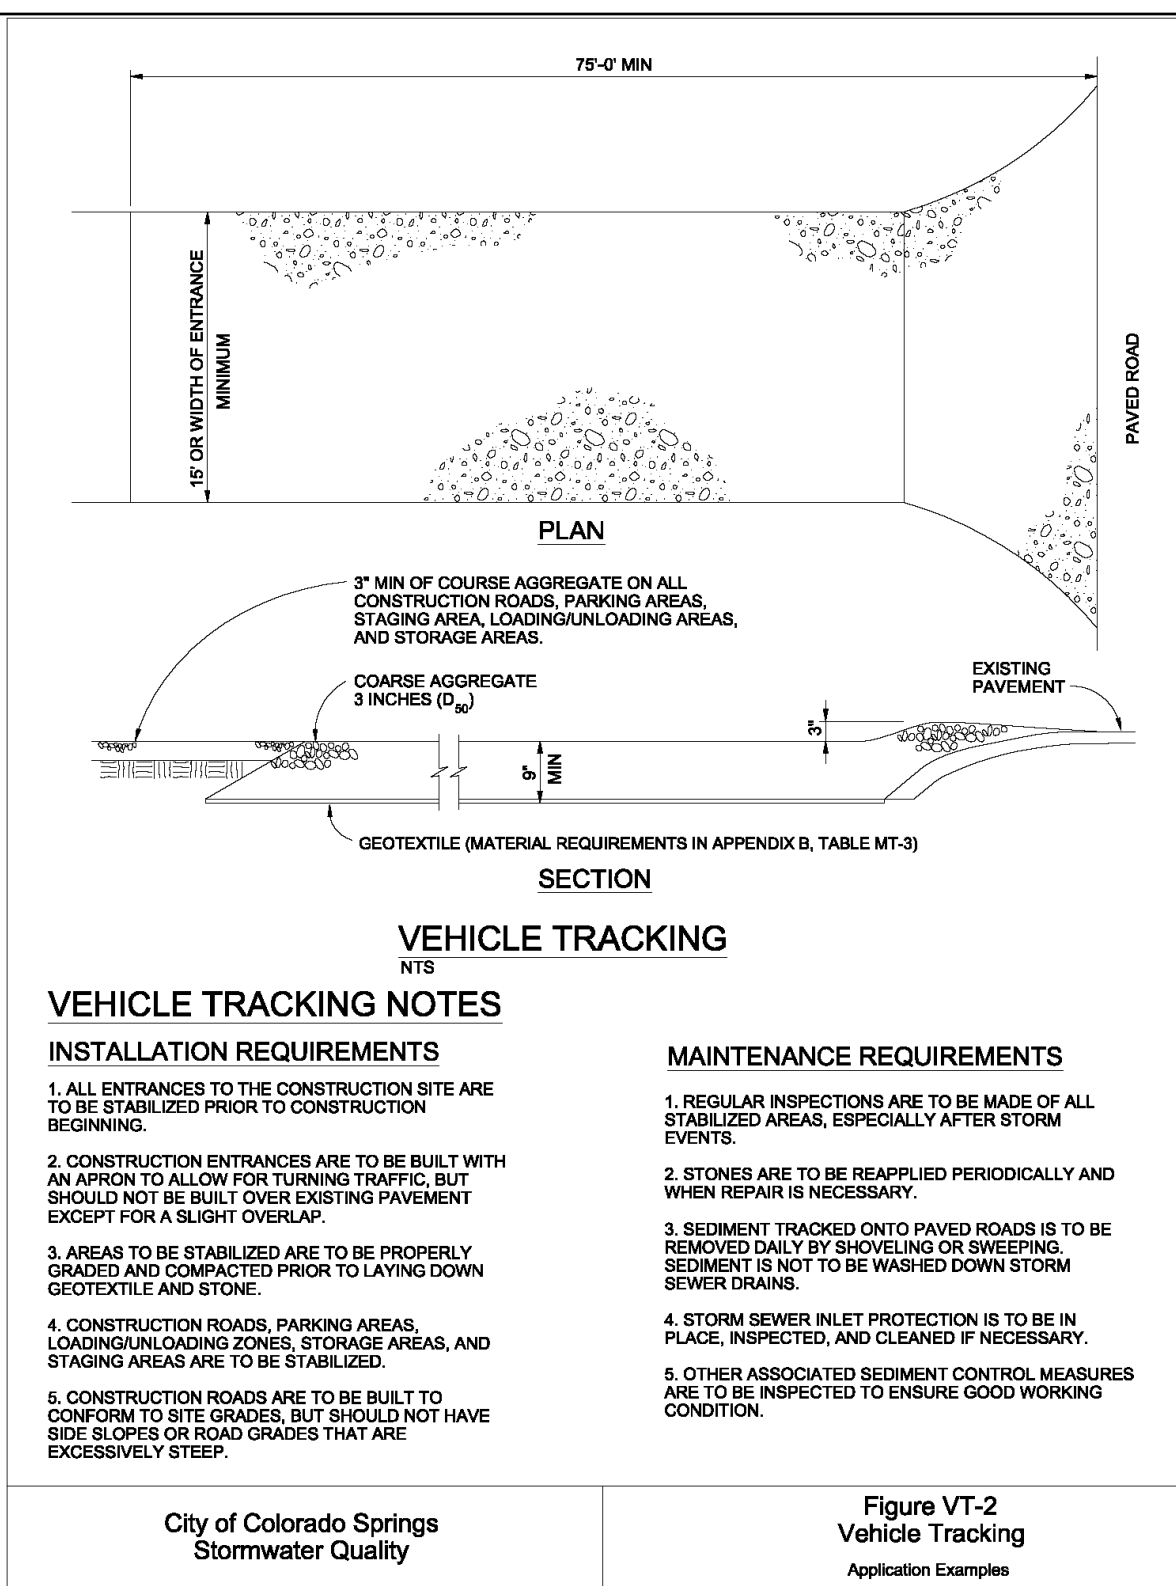 75'-0' MIN
15' OR WIDTH OF ENTRANCE
MINIMUM
PAVED ROAD
PLAN
3" MIN OF COURSE AGGREGATE ON ALL
CONSTRUCTION ROADS, PARKING AREAS,
STAGING AREA, LOADING/UNLOADING AREAS,
AND STORAGE AREAS.
COARSE AGGREGATE
3 INCHES (D50)
EXISTING
PAVEMENT
3"
9"
MIN
GEOTEXTILE (MATERIAL REQUIREMENTS IN APPENDIX B, TABLE MT-3)
SECTION
VEHICLE TRACKING
NTS
VEHICLE TRACKING NOTES
INSTALLATION REQUIREMENTS
1. ALL ENTRANCES TO THE CONSTRUCTION SITE ARE
TO BE STABILIZED PRIOR TO CONSTRUCTION
BEGINNING.
2. CONSTRUCTION ENTRANCES ARE TO BE BUILT WITH
AN APRON TO ALLOW FOR TURNING TRAFFIC, BUT
SHOULD NOT BE BUILT OVER EXISTING PAVEMENT
EXCEPT FOR A SLIGHT OVERLAP.
3. AREAS TO BE STABILIZED ARE TO BE PROPERLY
GRADED AND COMPACTED PRIOR TO LAYING DOWN
GEOTEXTILE AND STONE.
4. CONSTRUCTION ROADS, PARKING AREAS,
LOADING/UNLOADING ZONES, STORAGE AREAS, AND
STAGING AREAS ARE TO BE STABILIZED.
5. CONSTRUCTION ROADS ARE TO BE BUILT TO
CONFORM TO SITE GRADES, BUT SHOULD NOT HAVE
SIDE SLOPES OR ROAD GRADES THAT ARE
EXCESSIVELY STEEP.
MAINTENANCE REQUIREMENTS
1. REGULAR INSPECTIONS ARE TO BE MADE OF ALL
STABILIZED AREAS, ESPECIALLY AFTER STORM
EVENTS.
2. STONES ARE TO BE REAPPLIED PERIODICALLY AND
WHEN REPAIR IS NECESSARY.
3. SEDIMENT TRACKED ONTO PAVED ROADS IS TO BE
REMOVED DAILY BY SHOVELING OR SWEEPING.
SEDIMENT IS NOT TO BE WASHED DOWN STORM
SEWER DRAINS.
4. STORM SEWER INLET PROTECTION IS TO BE IN
PLACE, INSPECTED, AND CLEANED IF NECESSARY.
5. OTHER ASSOCIATED SEDIMENT CONTROL MEASURES
ARE TO BE INSPECTED TO ENSURE GOOD WORKING
CONDITION.
City of Colorado Springs
Stormwater Quality
Figure VT-2
Vehicle Tracking
Application Examples